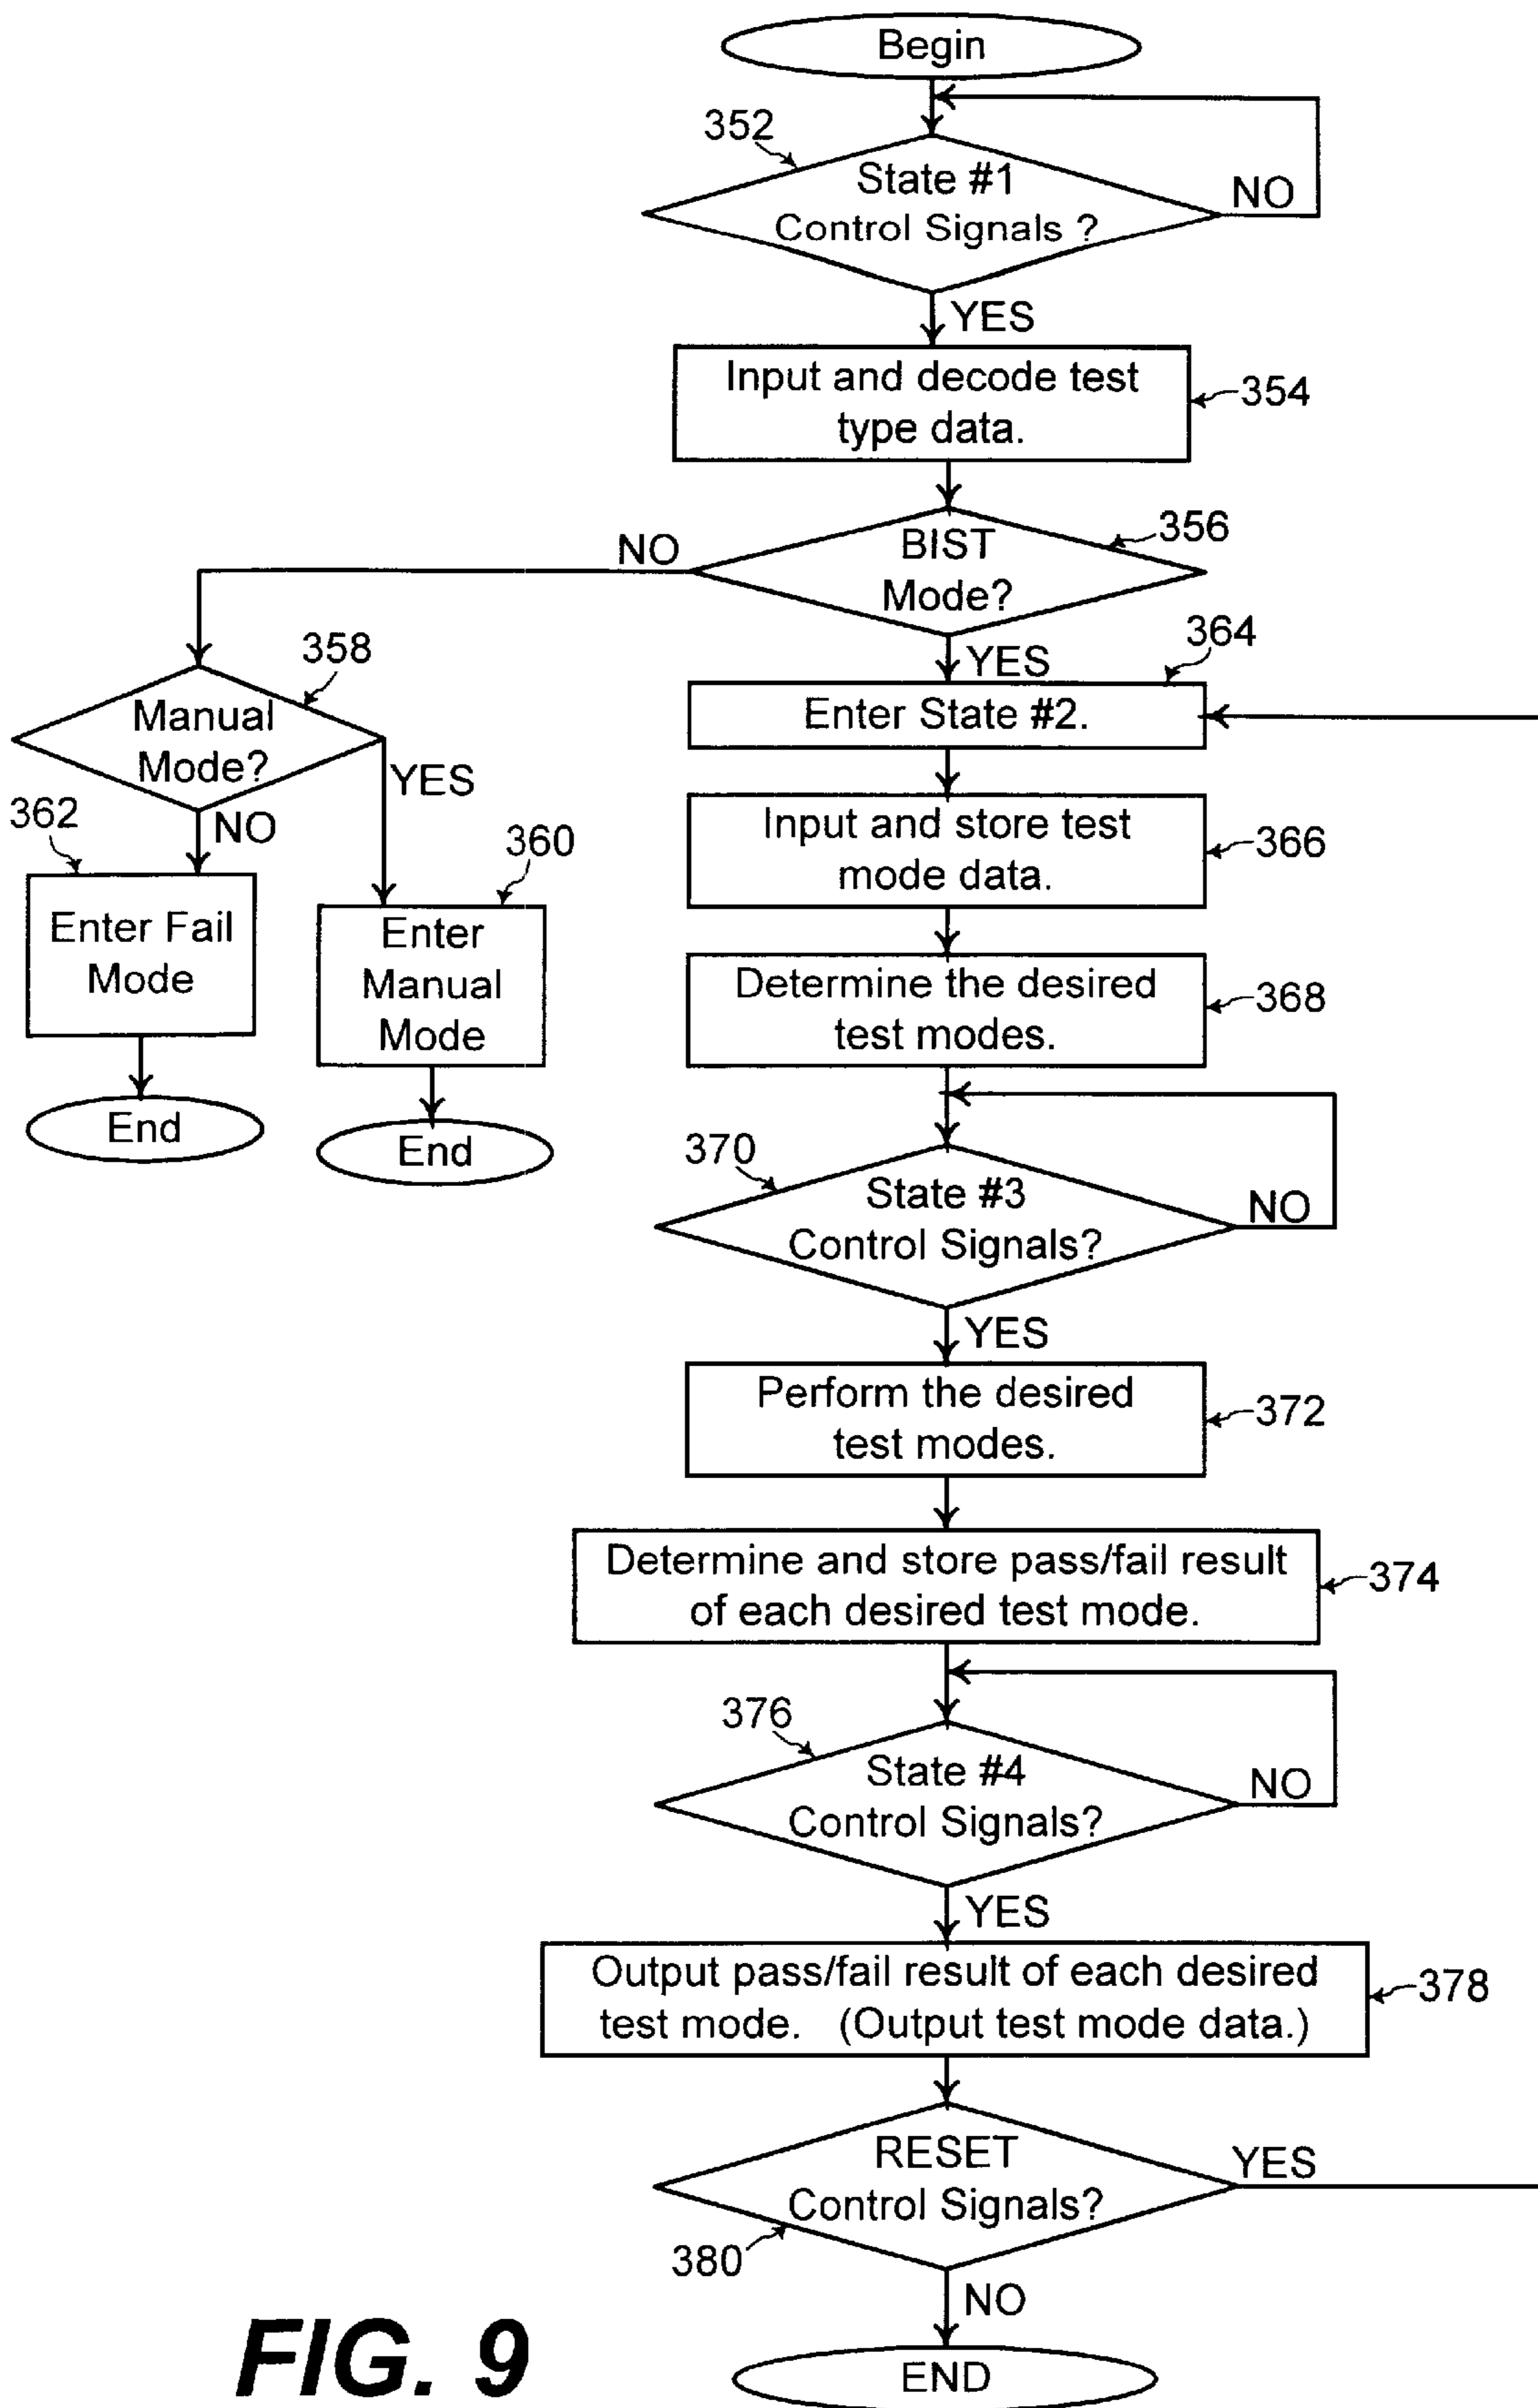 Begin
352
State #1
Control Signals ?
NO
YES
Input and decode test
type data.
354
BIST
Mode?
356
NO
YES
358
Manual
Mode?
YES
NO
362
Enter Fail
Mode
End
360
Enter
Manual
Mode
End
364
Enter State #2.
Input and store test
mode data.
366
Determine the desired
test modes.
368
370
State #3
Control Signals?
NO
YES
Perform the desired
test modes.
372
Determine and store pass/fail result
of each desired test mode.
374
376
State #4
Control Signals?
NO
YES
Output pass/fail result of each desired
test mode. (Output test mode data.)
378
RESET
Control Signals?
YES
380
NO
END
FIG. 9